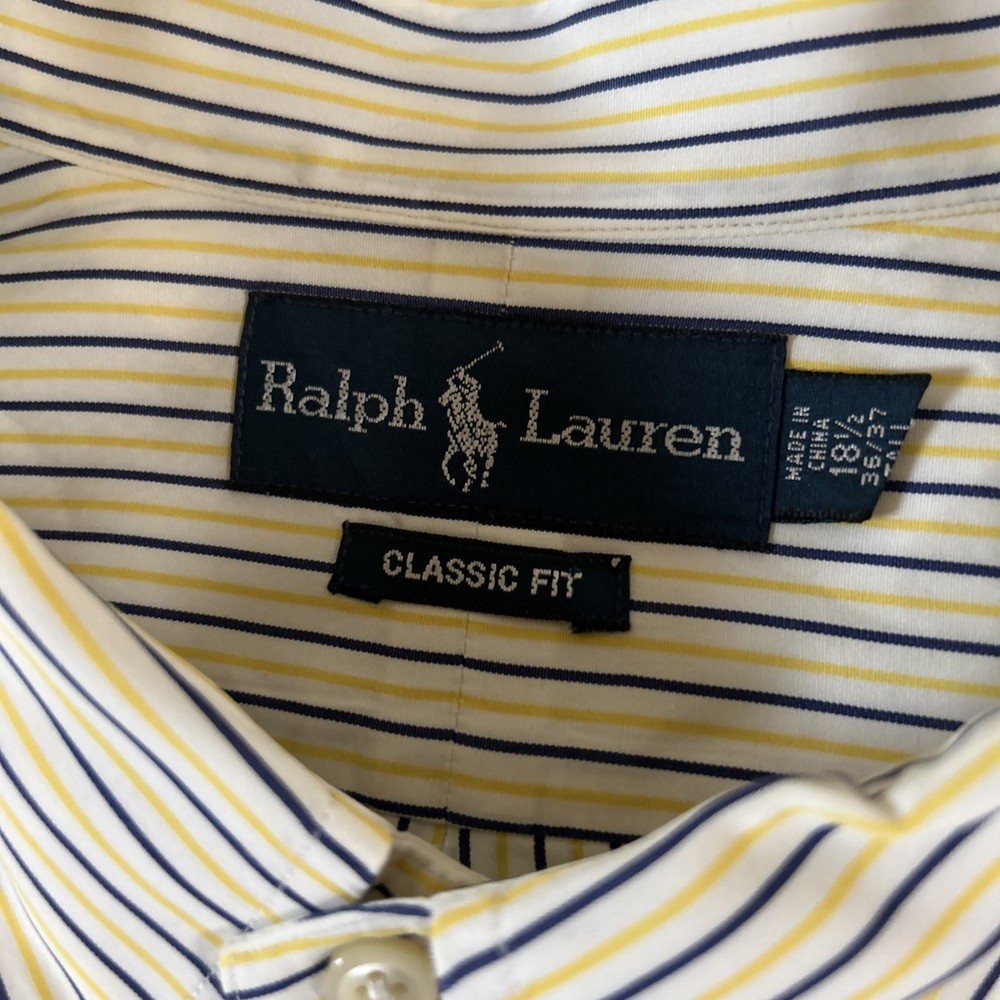 Ralph Lauren
MADE IN
CHINA
18½
36/37
CLASSIC FIT